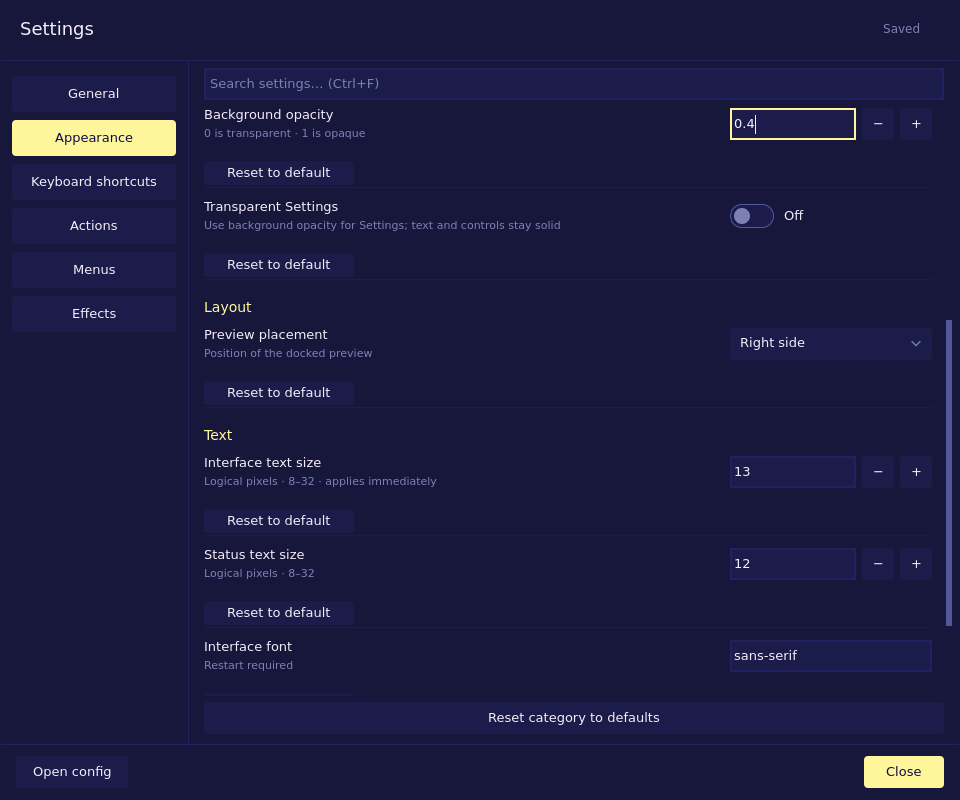 Settings
Saved
General
Appearance
Keyboard shortcuts
Actions
Menus
Effects
Search settings... (Ctrl+F)
Background opacity
0 is transparent · 1 is opaque
0.4
−
+
Reset to default
Transparent Settings
Use background opacity for Settings; text and controls stay solid
Off
Reset to default
Layout
Preview placement
Position of the docked preview
Right side
Reset to default
Text
Interface text size
Logical pixels · 8–32 · applies immediately
13
−
+
Reset to default
Status text size
Logical pixels · 8–32
12
−
+
Reset to default
Interface font
Restart required
sans-serif
Reset category to defaults
Open config
Close